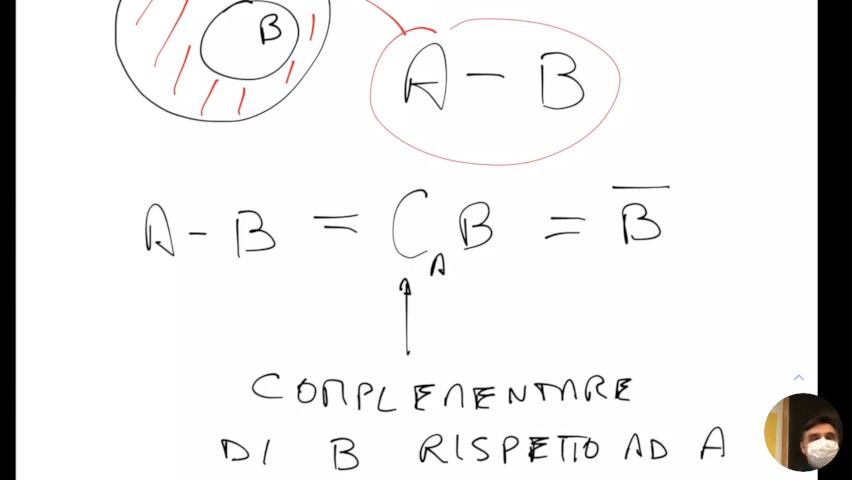 B
A - B
A - B = C_A B = B̅
COMPLEMENTARE
DI B RISPETTO AD A